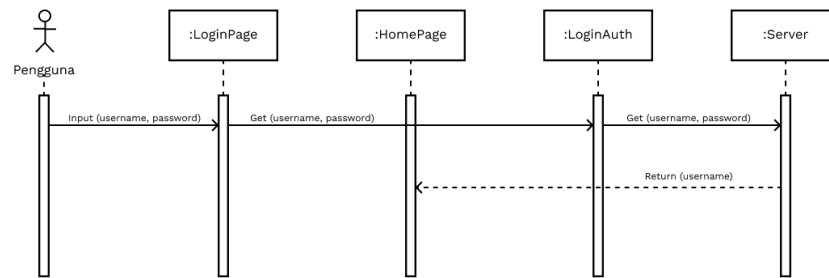 :LoginPage
:HomePage
:LoginAuth
:Server
Pengguna
Input (username, password)
Get (username, password)
Get (username, password)
Return (username)